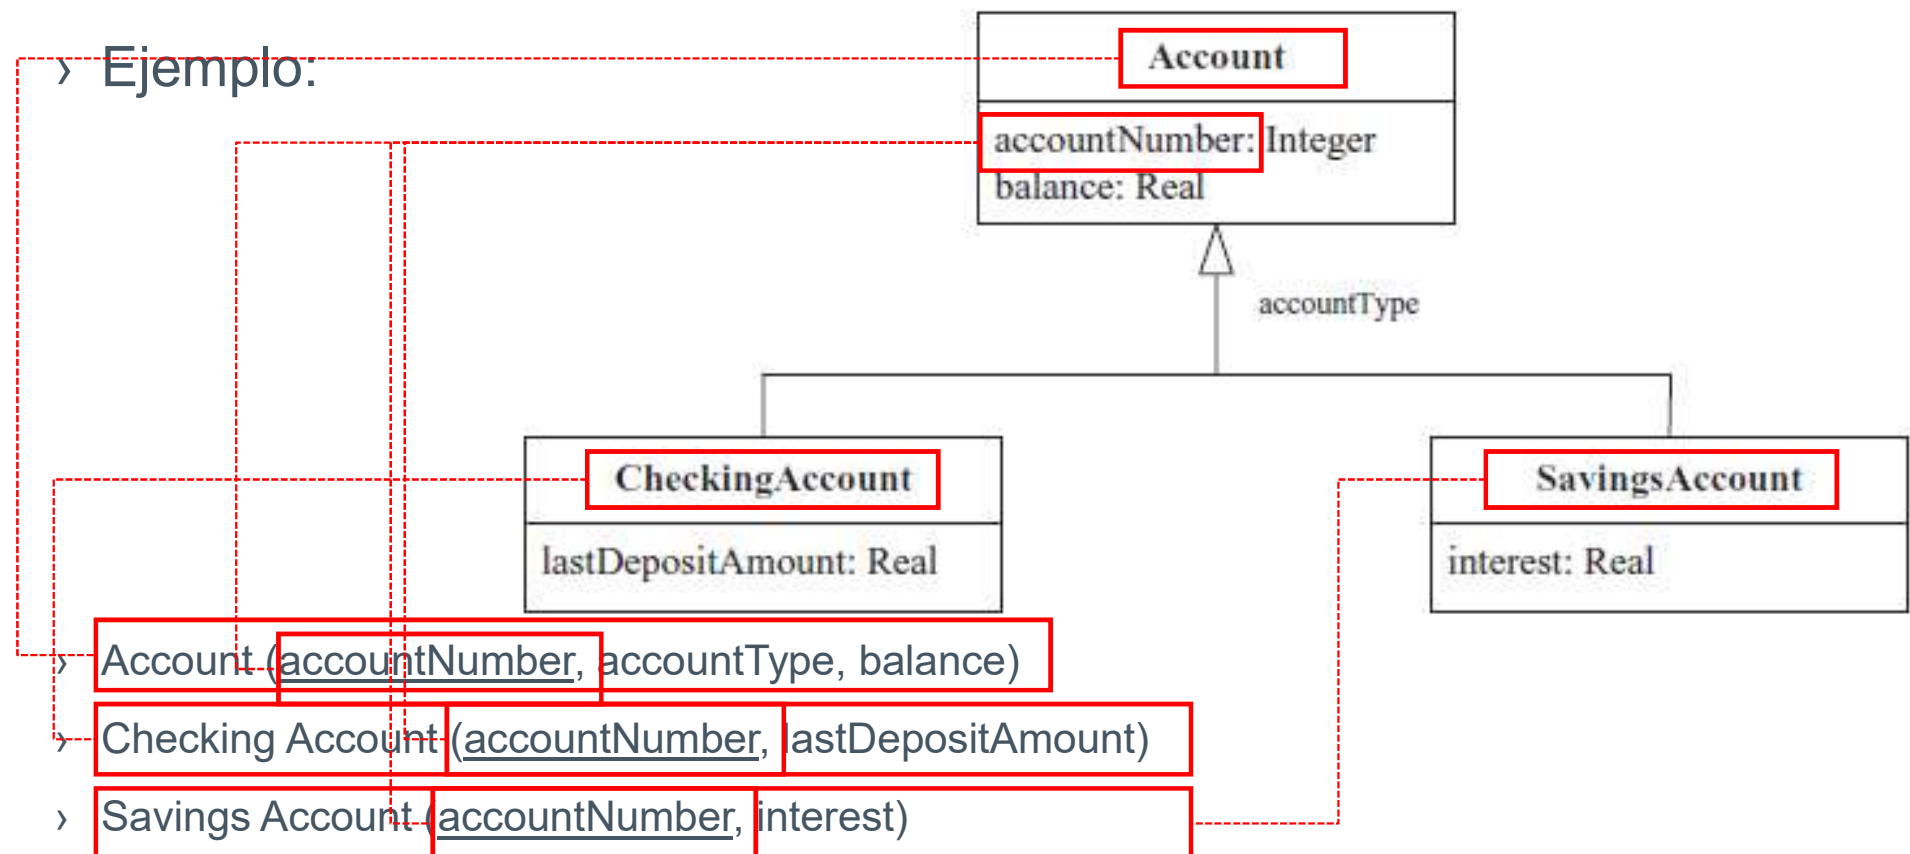 › Ejemplo:
Account
accountNumber: Integer
balance: Real
accountType
CheckingAccount
lastDepositAmount: Real
SavingsAccount
interest: Real
› Account (accountNumber, accountType, balance)
› Checking Account (accountNumber, lastDepositAmount)
› Savings Account (accountNumber, interest)